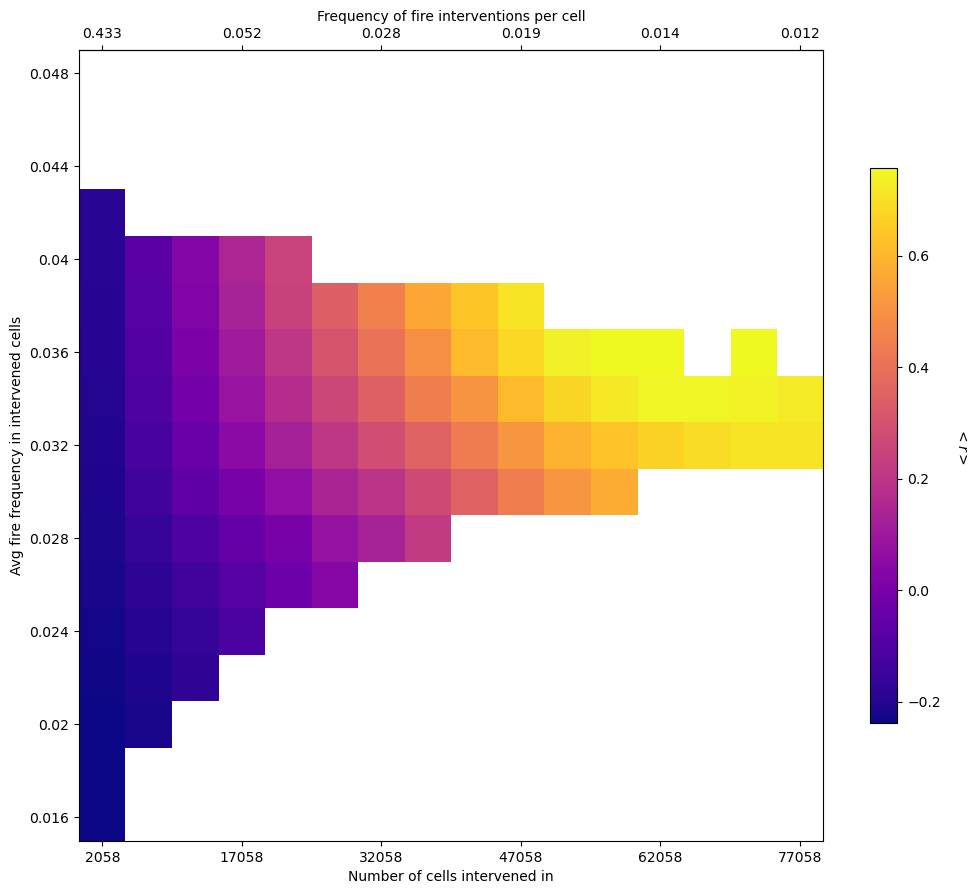 Frequency of fire interventions per cell
0.433 0.052 0.028 0.019 0.014 0.012
0.048
0.044
0.04
0.036
0.032
0.028
0.024
0.02
0.016
Avg fire frequency in intervened cells
2058 17058 32058 47058 62058 77058
Number of cells intervened in
0.6
0.4
0.2
0.0
−0.2
< r >